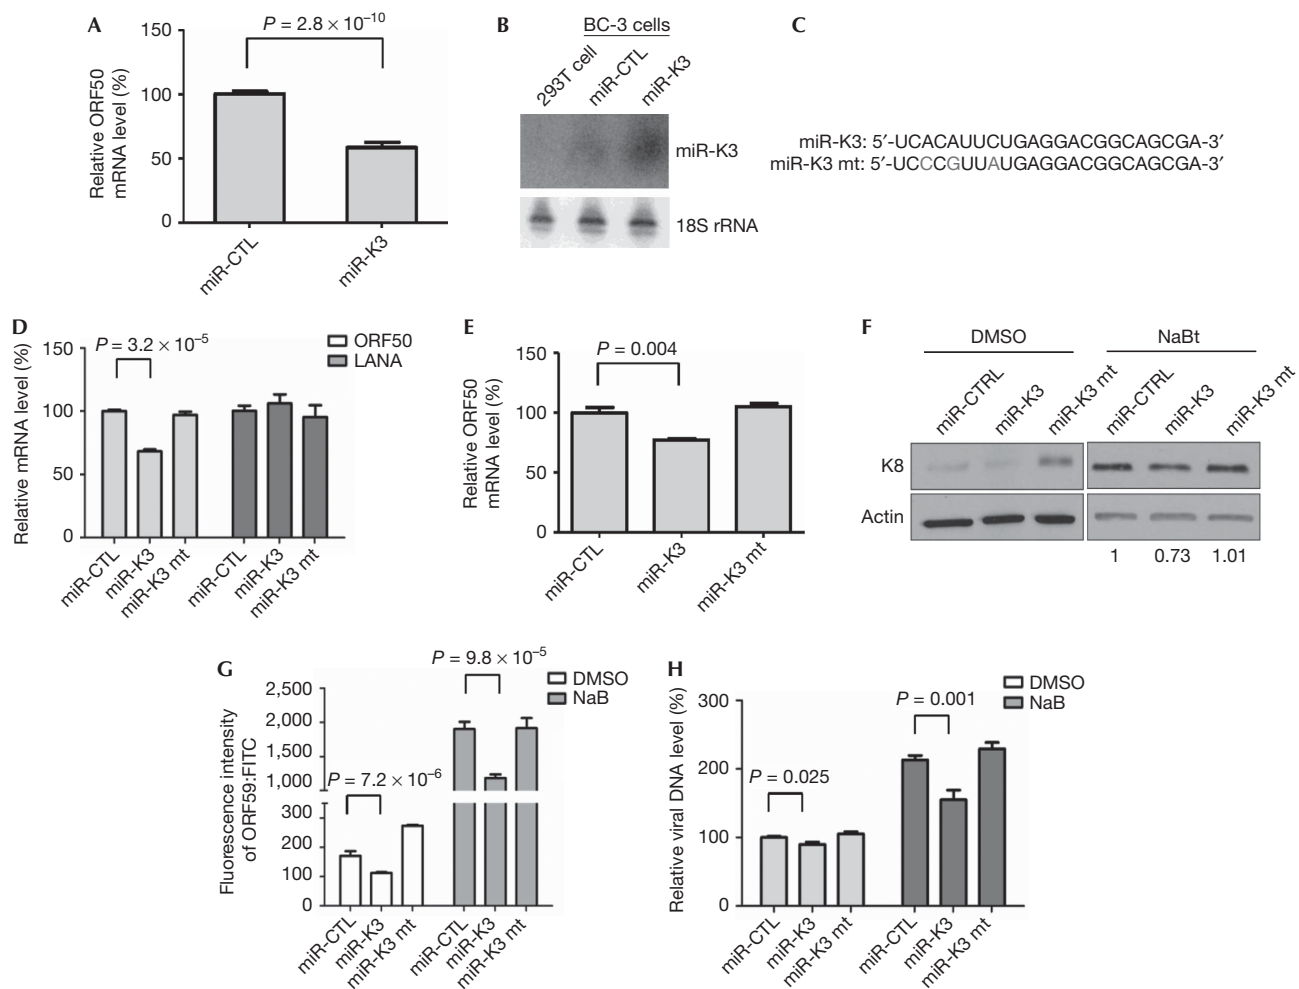 A
P = 2.8 × 10⁻¹⁰
Relative ORF50
mRNA level (%)
150
100
50
0
miR-CTL
miR-K3
B
BC-3 cells
293T cell
miR-CTL
miR-K3
miR-K3
18S rRNA
C
miR-K3: 5′-UCACAUUCUGAGGACGGCAGCGA-3′
miR-K3 mt: 5′-UCCCGUUAUGAGGACGGCAGCGA-3′
D
P = 3.2 × 10⁻⁵
ORF50
LANA
Relative mRNA level (%)
150
100
50
0
miR-CTL
miR-K3
miR-K3 mt
miR-CTL
miR-K3
miR-K3 mt
E
P = 0.004
Relative ORF50
mRNA level (%)
150
100
50
0
miR-CTL
miR-K3
miR-K3 mt
F
DMSO
NaBt
miR-CTRL
miR-K3
miR-K3 mt
miR-CTRL
miR-K3
miR-K3 mt
K8
Actin
1 0.73 1.01
G
P = 9.8 × 10⁻⁵
DMSO
NaB
Fluorescence intensity
of ORF59:FITC
2,500
2,000
1,500
1,000
P = 7.2 × 10⁻⁶
300
200
100
0
miR-CTL
miR-K3
miR-K3 mt
miR-CTL
miR-K3
miR-K3 mt
H
DMSO
NaB
P = 0.001
P = 0.025
Relative viral DNA level (%)
300
200
100
0
miR-CTL
miR-K3
miR-K3 mt
miR-CTL
miR-K3
miR-K3 mt